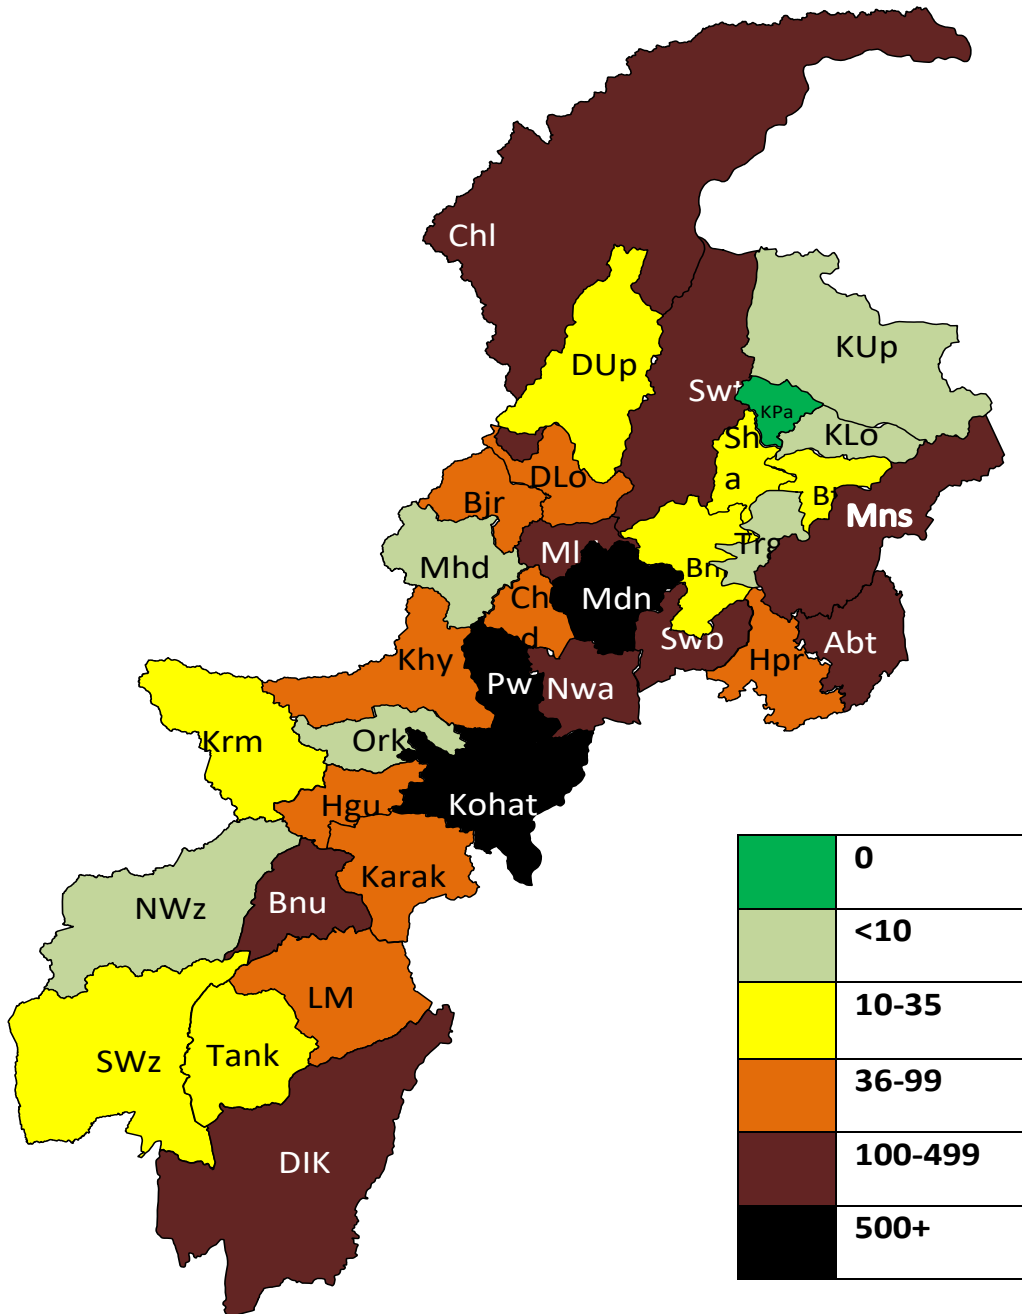 Chl
DUp
KUp
Swt
KPa
KLo
Sh
a
DLo
Bjr
Mns
Mhd
Trg
Mdn
Ch
d
Swb
Abt
Hpr
Khy
Pw
Nwa
Krm
Ork
Hgu
Kohat
Karak
NWz
Bnu
LM
SWz
Tank
DIK
0
<10
10-35
36-99
100-499
500+